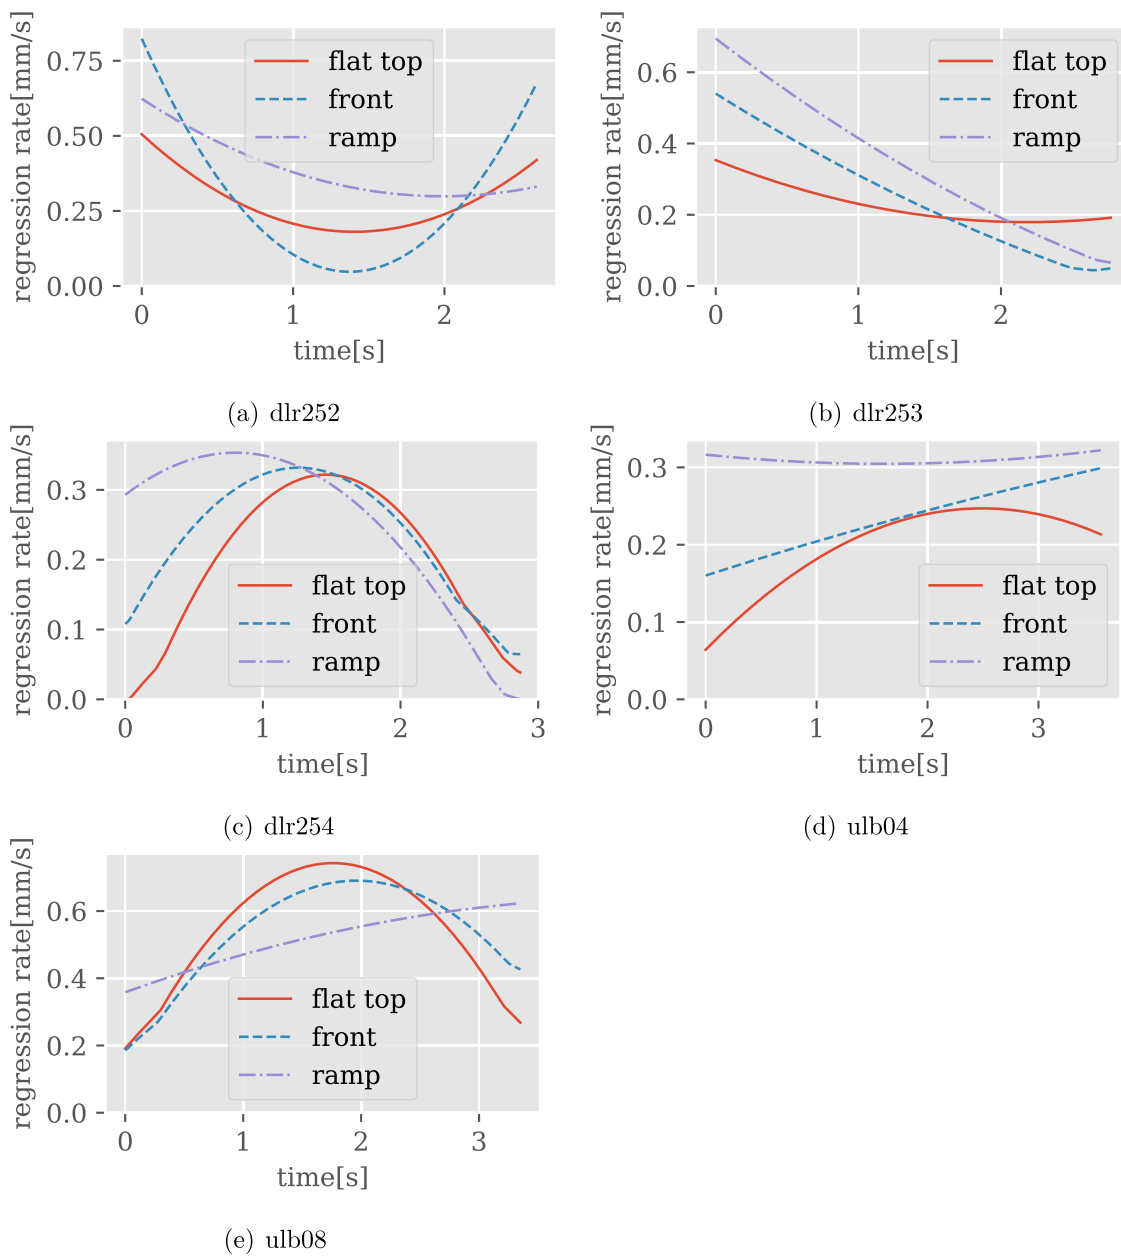 regression rate[mm/s]
0.75
0.50
0.25
0.00
flat top
front
ramp
0 1 2
time[s]
(a) dlr252
regression rate[mm/s]
0.6
0.4
0.2
0.0
flat top
front
ramp
0 1 2
time[s]
(b) dlr253
regression rate[mm/s]
0.3
0.2
0.1
0.0
flat top
front
ramp
0 1 2 3
time[s]
(c) dlr254
regression rate[mm/s]
0.3
0.2
0.1
0.0
flat top
front
ramp
0 1 2 3
time[s]
(d) ulb04
regression rate[mm/s]
0.6
0.4
0.2
0.0
flat top
front
ramp
0 1 2 3
time[s]
(e) ulb08